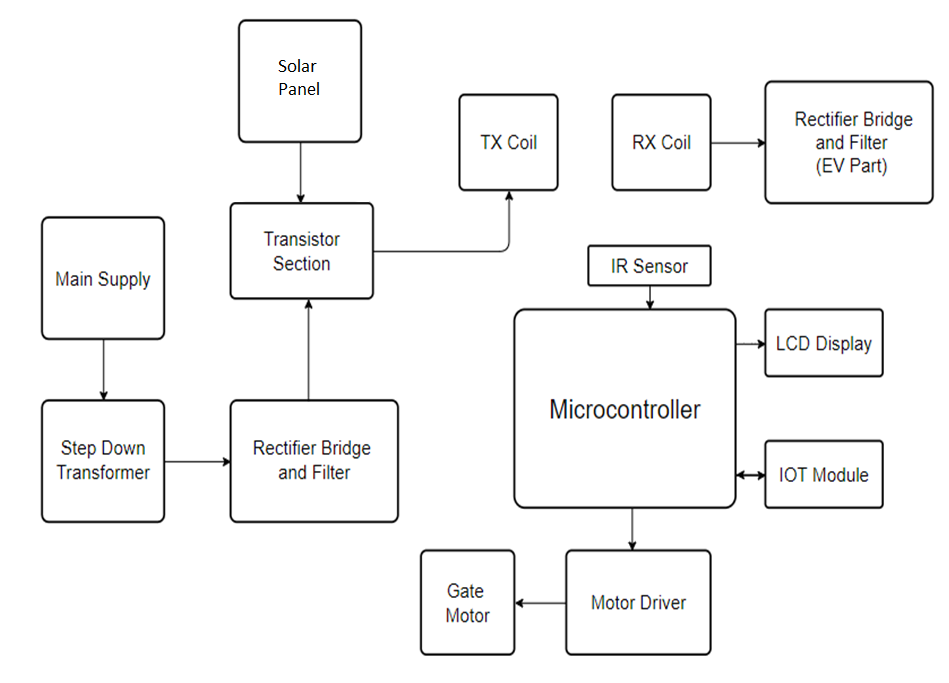 Solar
Panel
TX Coil
RX Coil
Rectifier Bridge
and Filter
(EV Part)
Transistor
Section
Main Supply
IR Sensor
LCD Display
Microcontroller
Step Down
Transformer
Rectifier Bridge
and Filter
IOT Module
Gate
Motor
Motor Driver